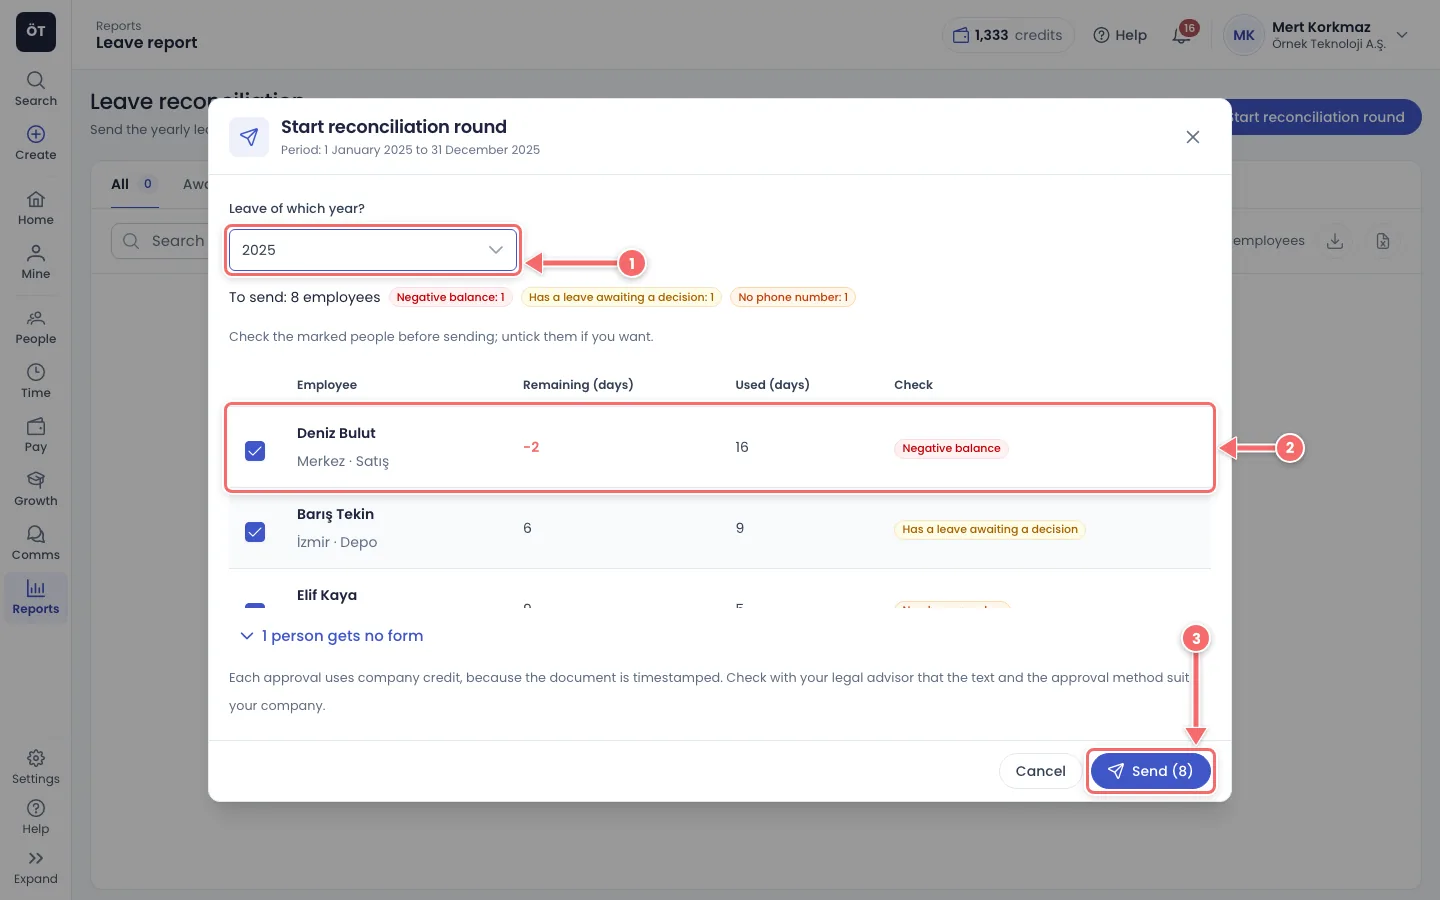 ÖT
Reports
Leave report
1,333 credits
Help
16
MK
Mert Korkmaz
Örnek Teknoloji A.Ş.
Search
Create
Home
Mine
People
Time
Pay
Growth
Comms
Reports
Settings
Help
Expand
Leave reconciliation
Send the yearly lea
Start reconciliation round
All 0
Search
employees
Start reconciliation round
Period: 1 January 2025 to 31 December 2025
Leave of which year?
2025
1
To send: 8 employees Negative balance: 1 Has a leave awaiting a decision: 1 No phone number: 1
Check the marked people before sending; untick them if you want.
Employee Remaining (days) Used (days) Check
Deniz Bulut
Merkez · Satış
-2 16 Negative balance
2
Barış Tekin
İzmir · Depo
6 9 Has a leave awaiting a decision
Elif Kaya
1 person gets no form
3
Each approval uses company credit, because the document is timestamped. Check with your legal advisor that the text and the approval method suit
your company.
Cancel
Send (8)